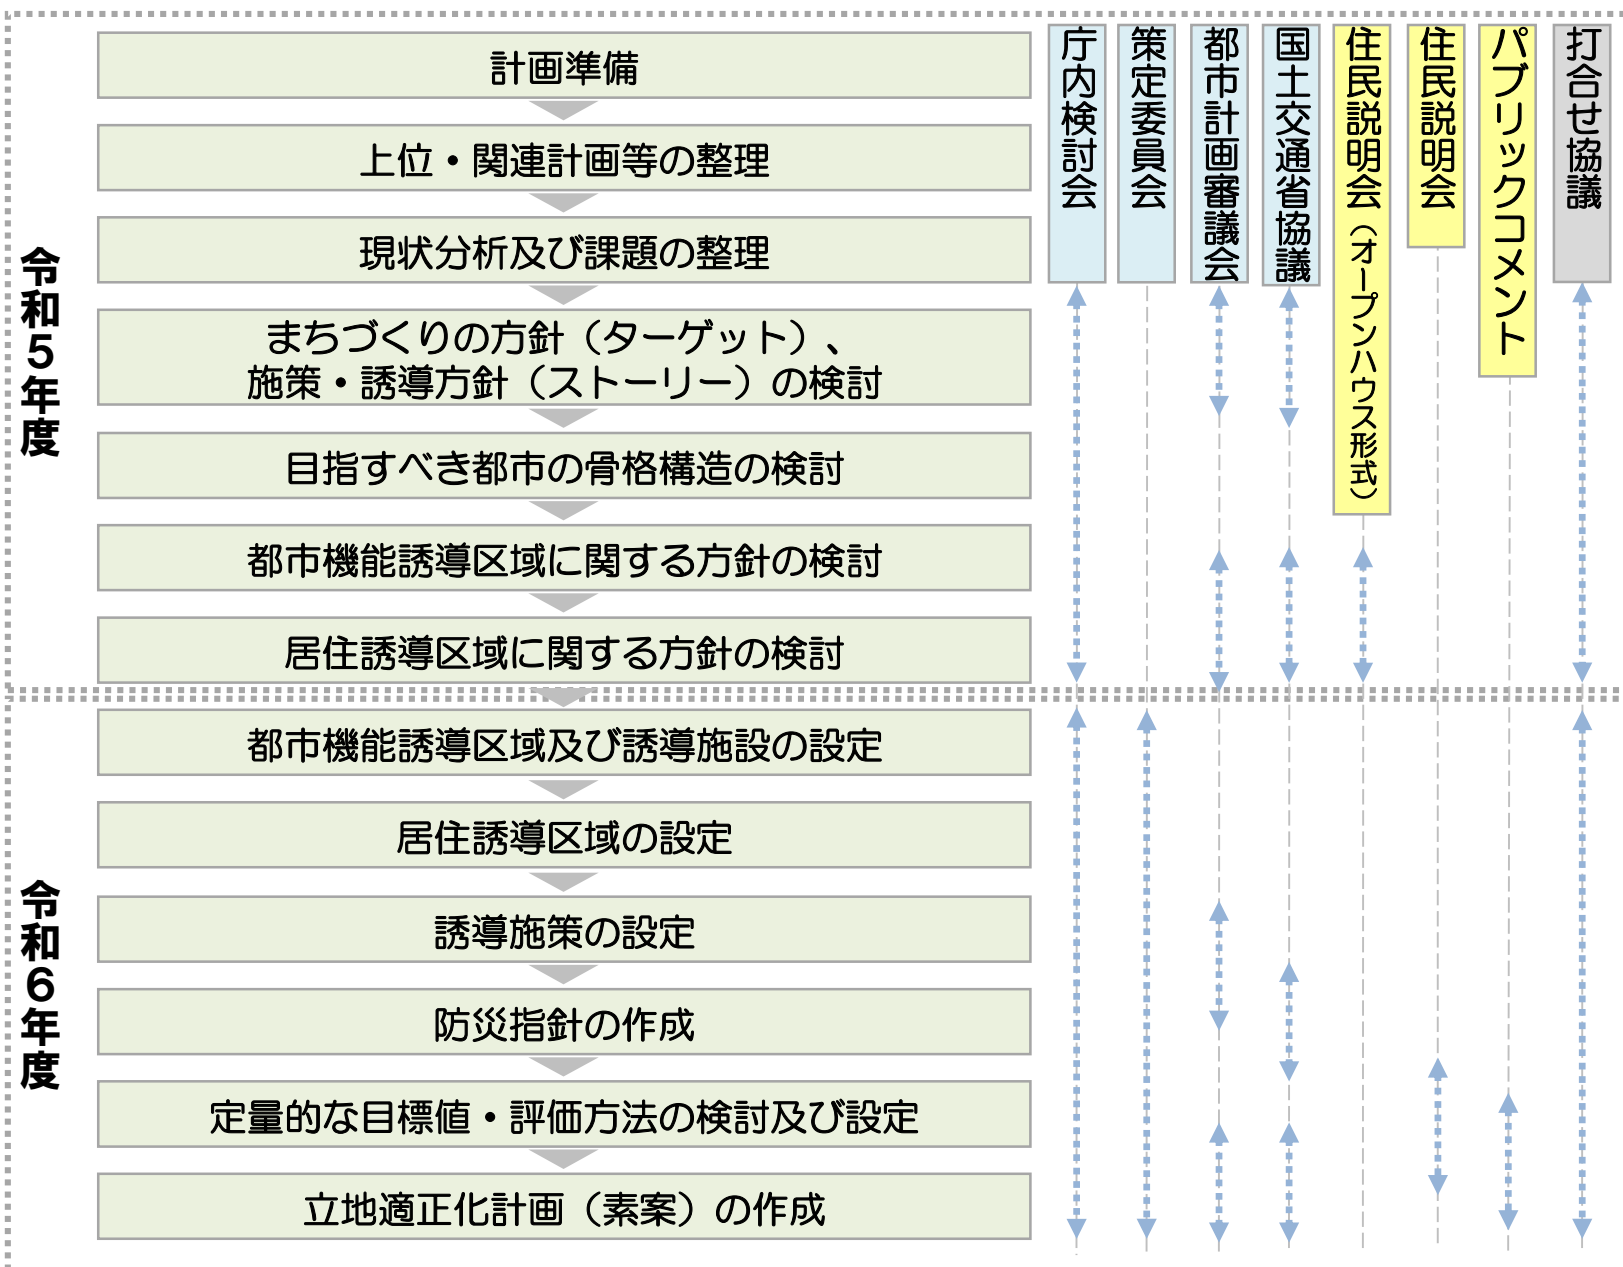 令和5年度
計画準備
上位・関連計画等の整理
現状分析及び課題の整理
まちづくりの方針（ターゲット）、
施策・誘導方針（ストーリー）の検討
目指すべき都市の骨格構造の検討
都市機能誘導区域に関する方針の検討
居住誘導区域に関する方針の検討
令和6年度
都市機能誘導区域及び誘導施設の設定
居住誘導区域の設定
誘導施策の設定
防災指針の作成
定量的な目標値・評価方法の検討及び設定
立地適正化計画（素案）の作成
庁内検討会
策定委員会
都市計画審議会
国土交通省協議
住民説明会（オープンハウス形式）
住民説明会
パブリックコメント
打合せ協議